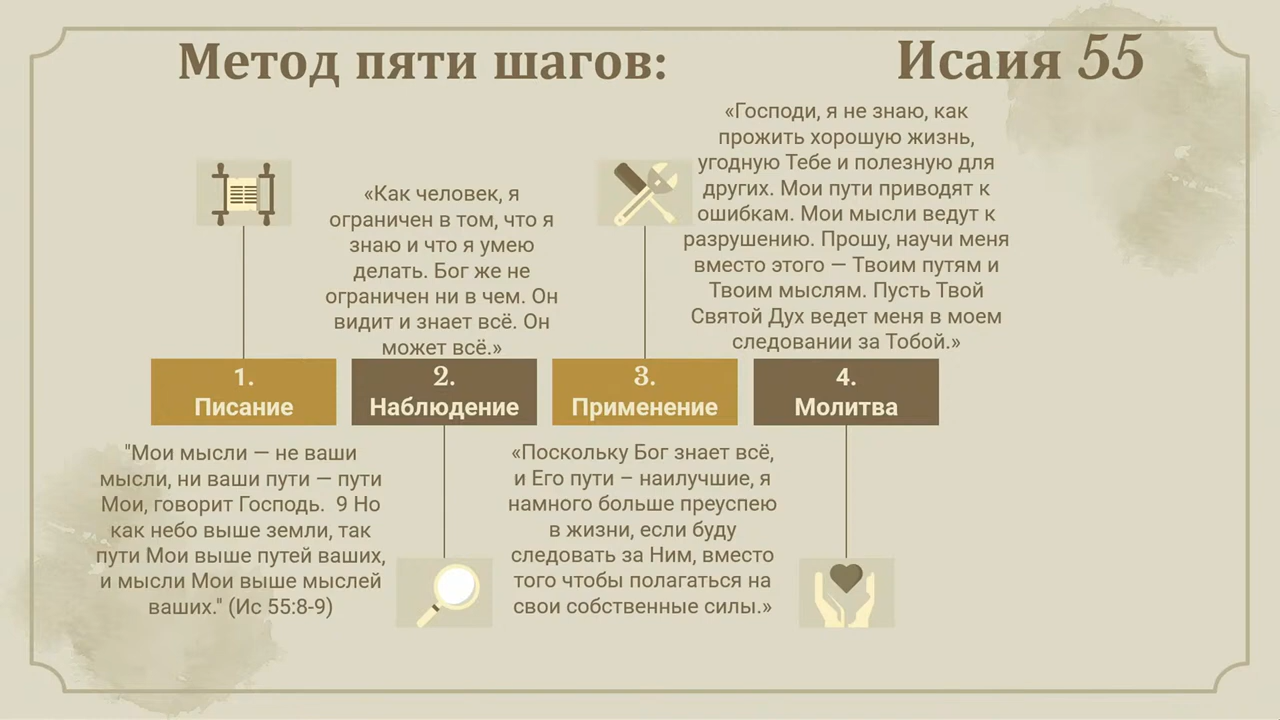 Метод пяти шагов:
Исаия 55
1.
Писание
"Мои мысли — не ваши
мысли, ни ваши пути — пути
Мои, говорит Господь.  9 Но
как небо выше земли, так
пути Мои выше путей ваших,
и мысли Мои выше мыслей
ваших." (Ис 55:8-9)
«Как человек, я
ограничен в том, что я
знаю и что я умею
делать. Бог же не
ограничен ни в чем. Он
видит и знает всё. Он
может всё.»
2.
Наблюдение
3.
Применение
«Поскольку Бог знает всё,
и Его пути – наилучшие, я
намного больше преуспею
в жизни, если буду
следовать за Ним, вместо
того чтобы полагаться на
свои собственные силы.»
«Господи, я не знаю, как
прожить хорошую жизнь,
угодную Тебе и полезную для
других. Мои пути приводят к
ошибкам. Мои мысли ведут к
разрушению. Прошу, научи меня
вместо этого — Твоим путям и
Твоим мыслям. Пусть Твой
Святой Дух ведет меня в моем
следовании за Тобой.»
4.
Молитва